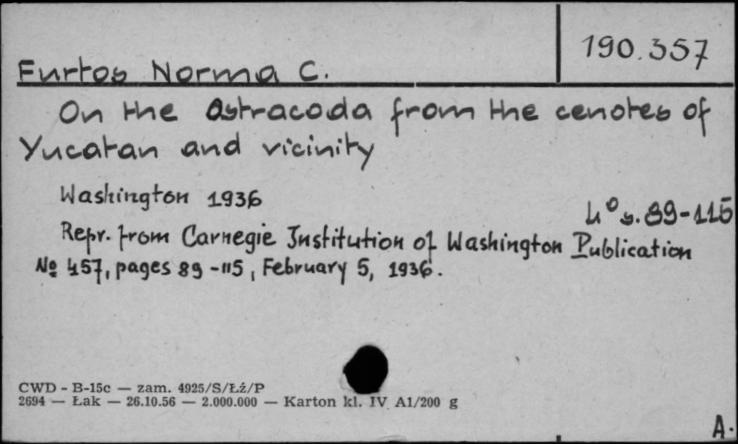 190.357
Furtos Norma C.
On the Ostracoda from the cenotes of
Yucatan and vicinity
Washington 1936
4° s. 89-115
Repr. from Carnegie Institution of Washington Publication
№ 457, pages 89-115, February 5, 1936.
CWD - B-15c — zam. 4925/S/Łź/P
2694 — Łak — 26.10.56 — 2.000.000 — Karton kl. IV A1/200 g
A.